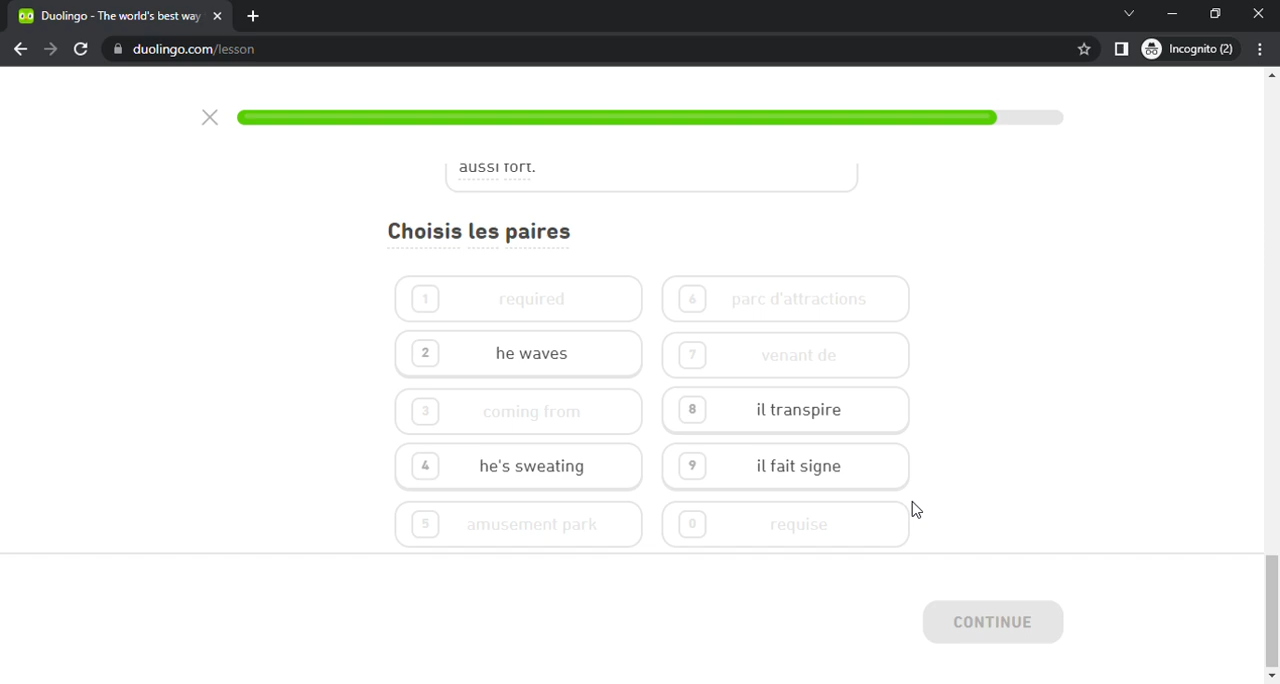 Duolingo - The world's best way
duolingo.com/lesson
Incognito (2)
aussi fort.
Choisis les paires
1 required
6 parc d'attractions
2 he waves
7 venant de
3 coming from
8 il transpire
4 he's sweating
9 il fait signe
5 amusement park
0 requise
CONTINUE